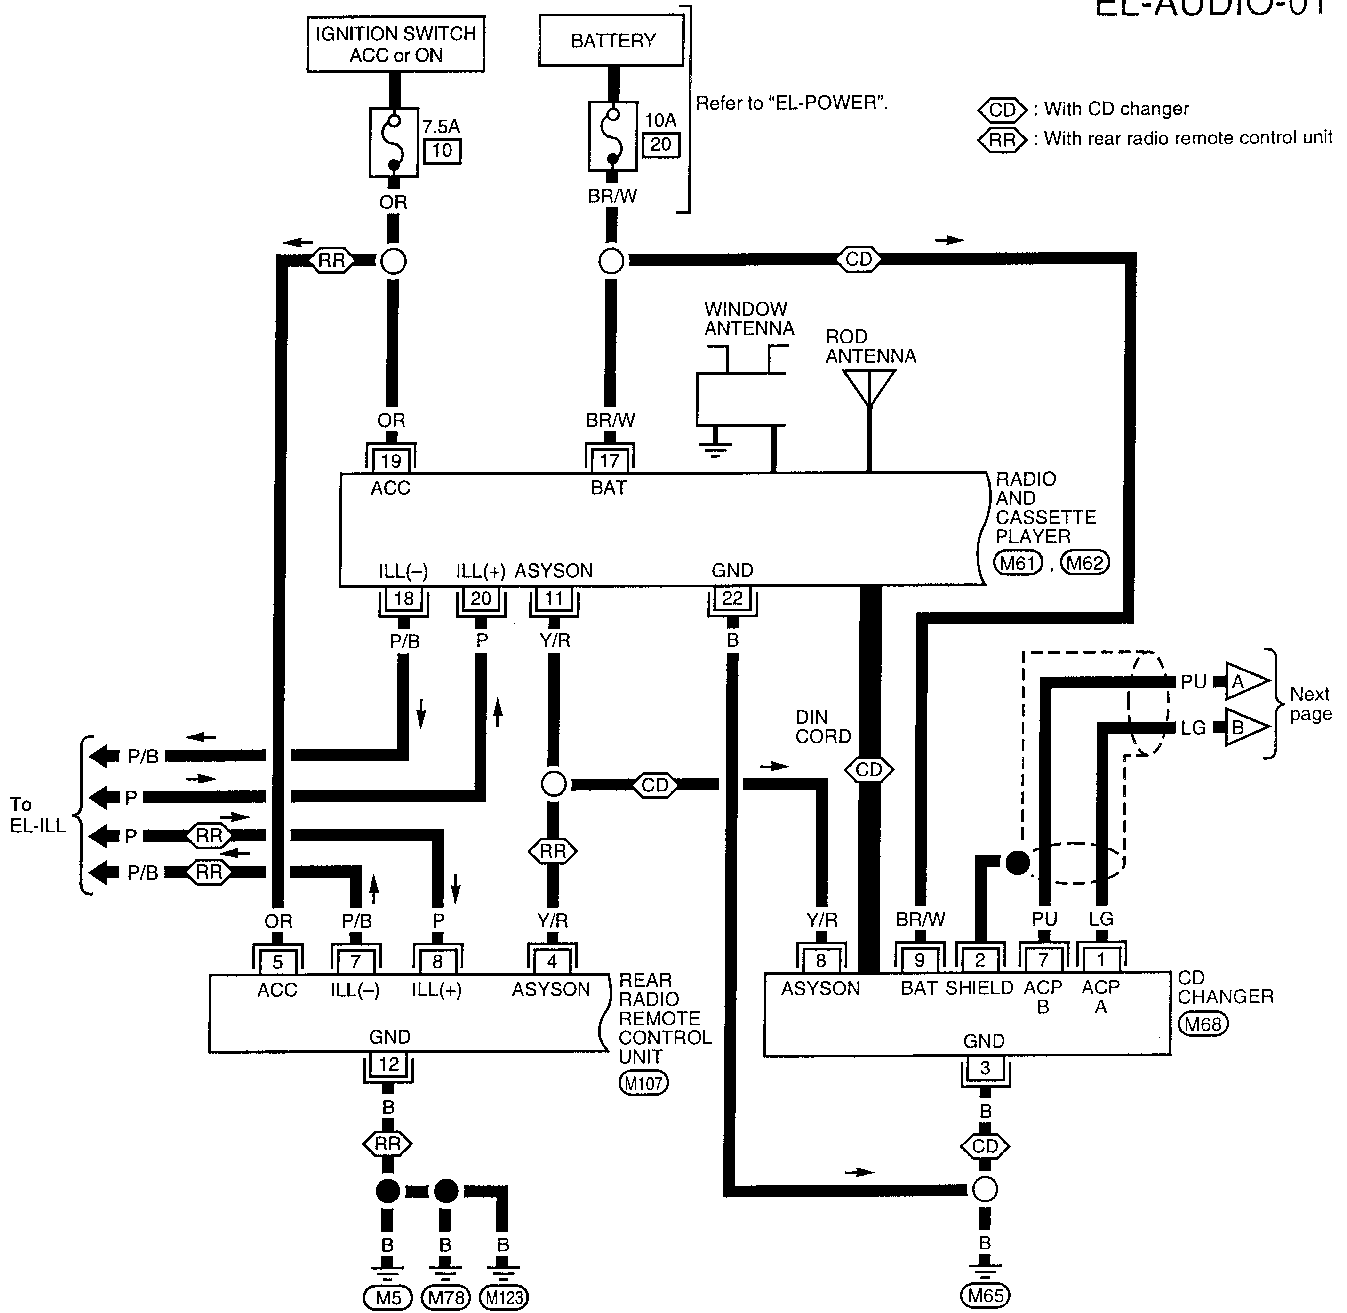 EL-AUDIO-01
IGNITION SWITCH
ACC or ON
BATTERY
Refer to "EL-POWER".
7.5A
10
10A
20
CD : With CD changer
RR : With rear radio remote control unit
OR
BR/W
RR
CD
WINDOW
ANTENNA
ROD
ANTENNA
OR
BR/W
19
17
ACC
BAT
RADIO
AND
CASSETTE
PLAYER
M61 , M62
ILL(–)
ILL(+)
ASYSON
GND
18
20
11
22
P/B
P
Y/R
B
PU
A
LG
B
Next
page
DIN
CORD
CD
CD
To
EL-ILL
P/B
P
P
RR
P/B
RR
RR
OR
P/B
P
Y/R
Y/R
BR/W
PU
LG
5
7
8
4
8
9
2
7
1
ACC
ILL(–)
ILL(+)
ASYSON
ASYSON
BAT
SHIELD
ACP
B
ACP
A
REAR
RADIO
REMOTE
CONTROL
UNIT
M107
CD
CHANGER
M68
GND
GND
12
3
B
B
RR
CD
B
B
B
B
M5
M78
M123
M65